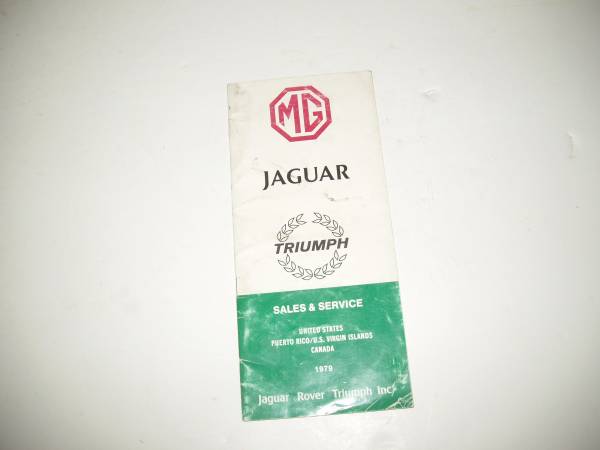 MG
JAGUAR
TRIUMPH
SALES & SERVICE
UNITED STATES
PUERTO RICO/U.S. VIRGIN ISLANDS
CANADA
1979
Jaguar Rover Triumph Inc.